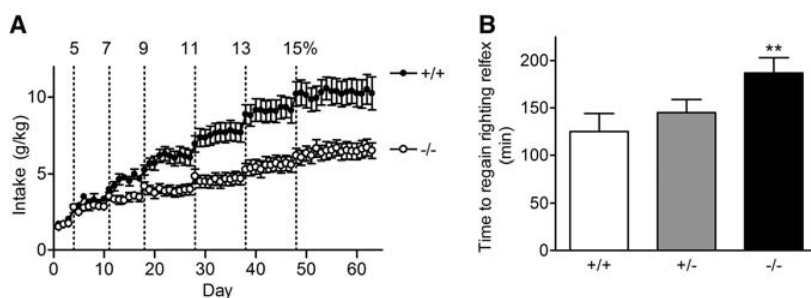 A
5 7 9 11 13 15%
Intake (g/kg)
10
5
0
0 10 20 30 40 50 60
Day
+/+
-/-
B
Time to regain righting relfex
(min)
200
150
100
50
0
**
+/+ +/- -/-